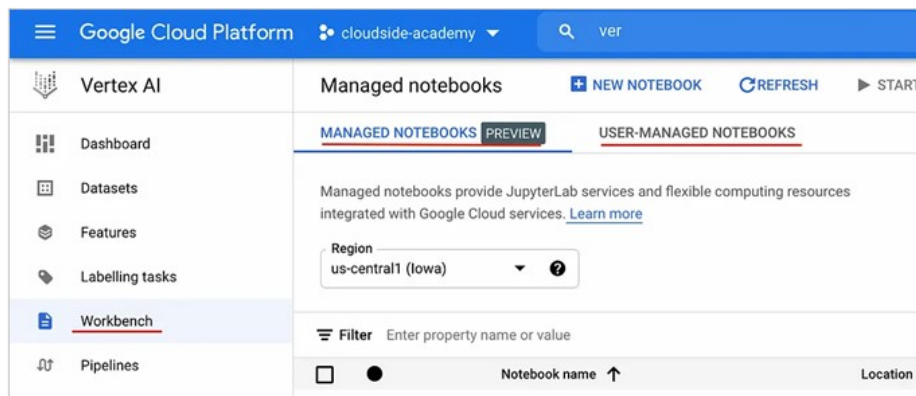 Google Cloud Platform cloudside-academy ver
Vertex AI
Managed notebooks NEW NOTEBOOK REFRESH START
MANAGED NOTEBOOKS PREVIEW USER-MANAGED NOTEBOOKS
Dashboard
Datasets
Features
Labelling tasks
Workbench
Pipelines
Managed notebooks provide JupyterLab services and flexible computing resources
integrated with Google Cloud services. Learn more
Region
us-central1 (Iowa)
Filter Enter property name or value
Notebook name Location